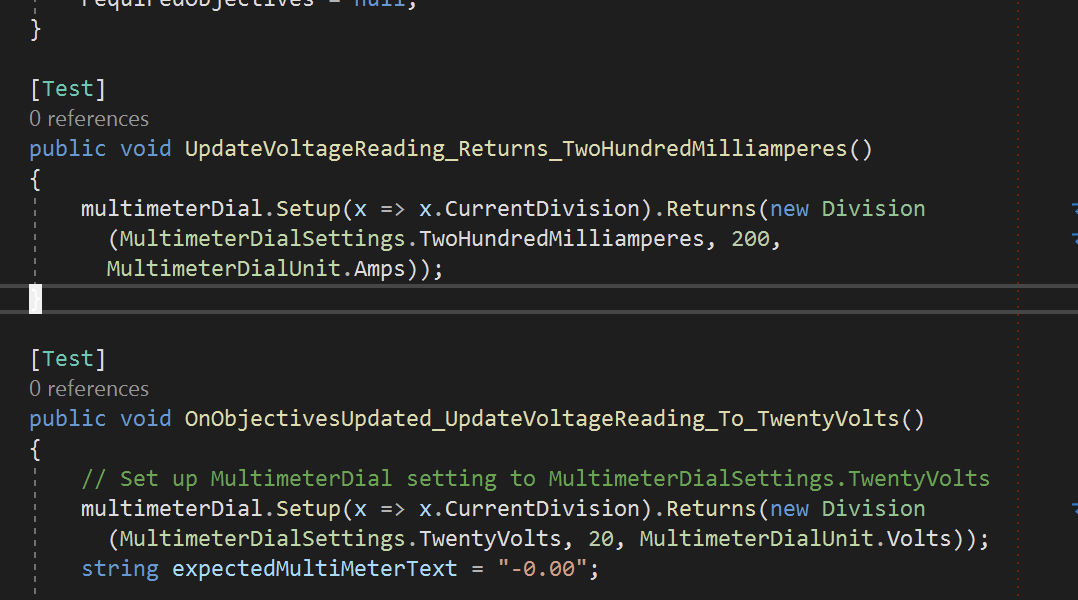 requiredObjectives = null;
}
[Test]
0 references
public void UpdateVoltageReading_Returns_TwoHundredMilliamperes()
{
multimeterDial.Setup(x => x.CurrentDivision).Returns(new Division
(MultimeterDialSettings.TwoHundredMilliamperes, 200,
MultimeterDialUnit.Amps));
}
[Test]
0 references
public void OnObjectivesUpdated_UpdateVoltageReading_To_TwentyVolts()
{
// Set up MultimeterDial setting to MultimeterDialSettings.TwentyVolts
multimeterDial.Setup(x => x.CurrentDivision).Returns(new Division
(MultimeterDialSettings.TwentyVolts, 20, MultimeterDialUnit.Volts));
string expectedMultiMeterText = "-0.00";